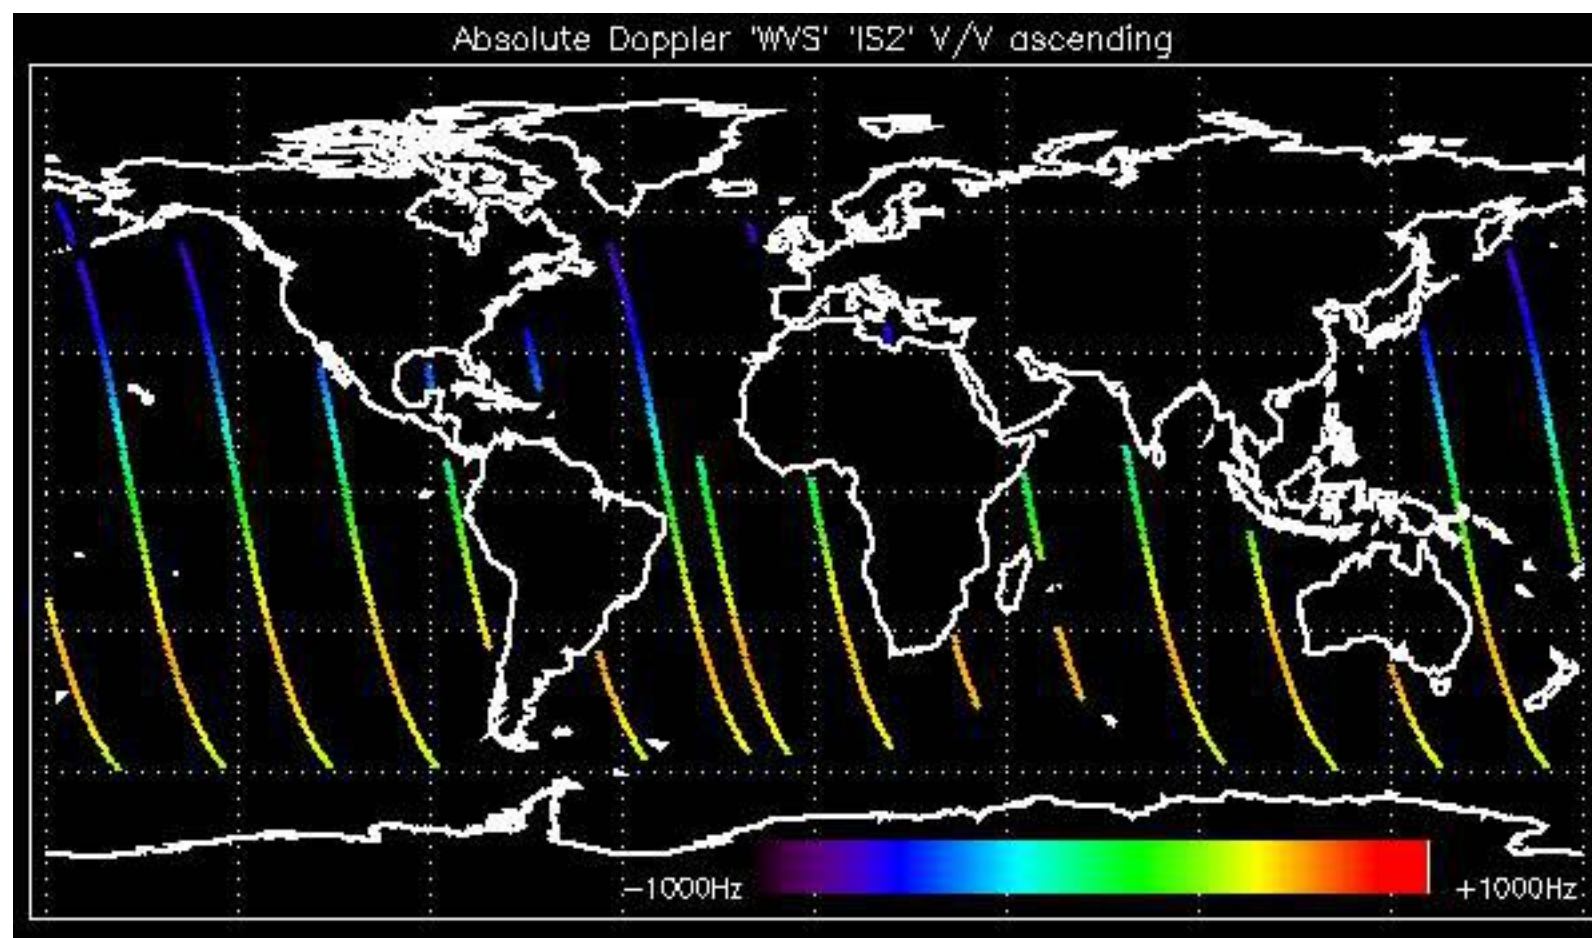 Absolute Doppler 'WVS' 'IS2' V/V ascending
-1000Hz +1000Hz